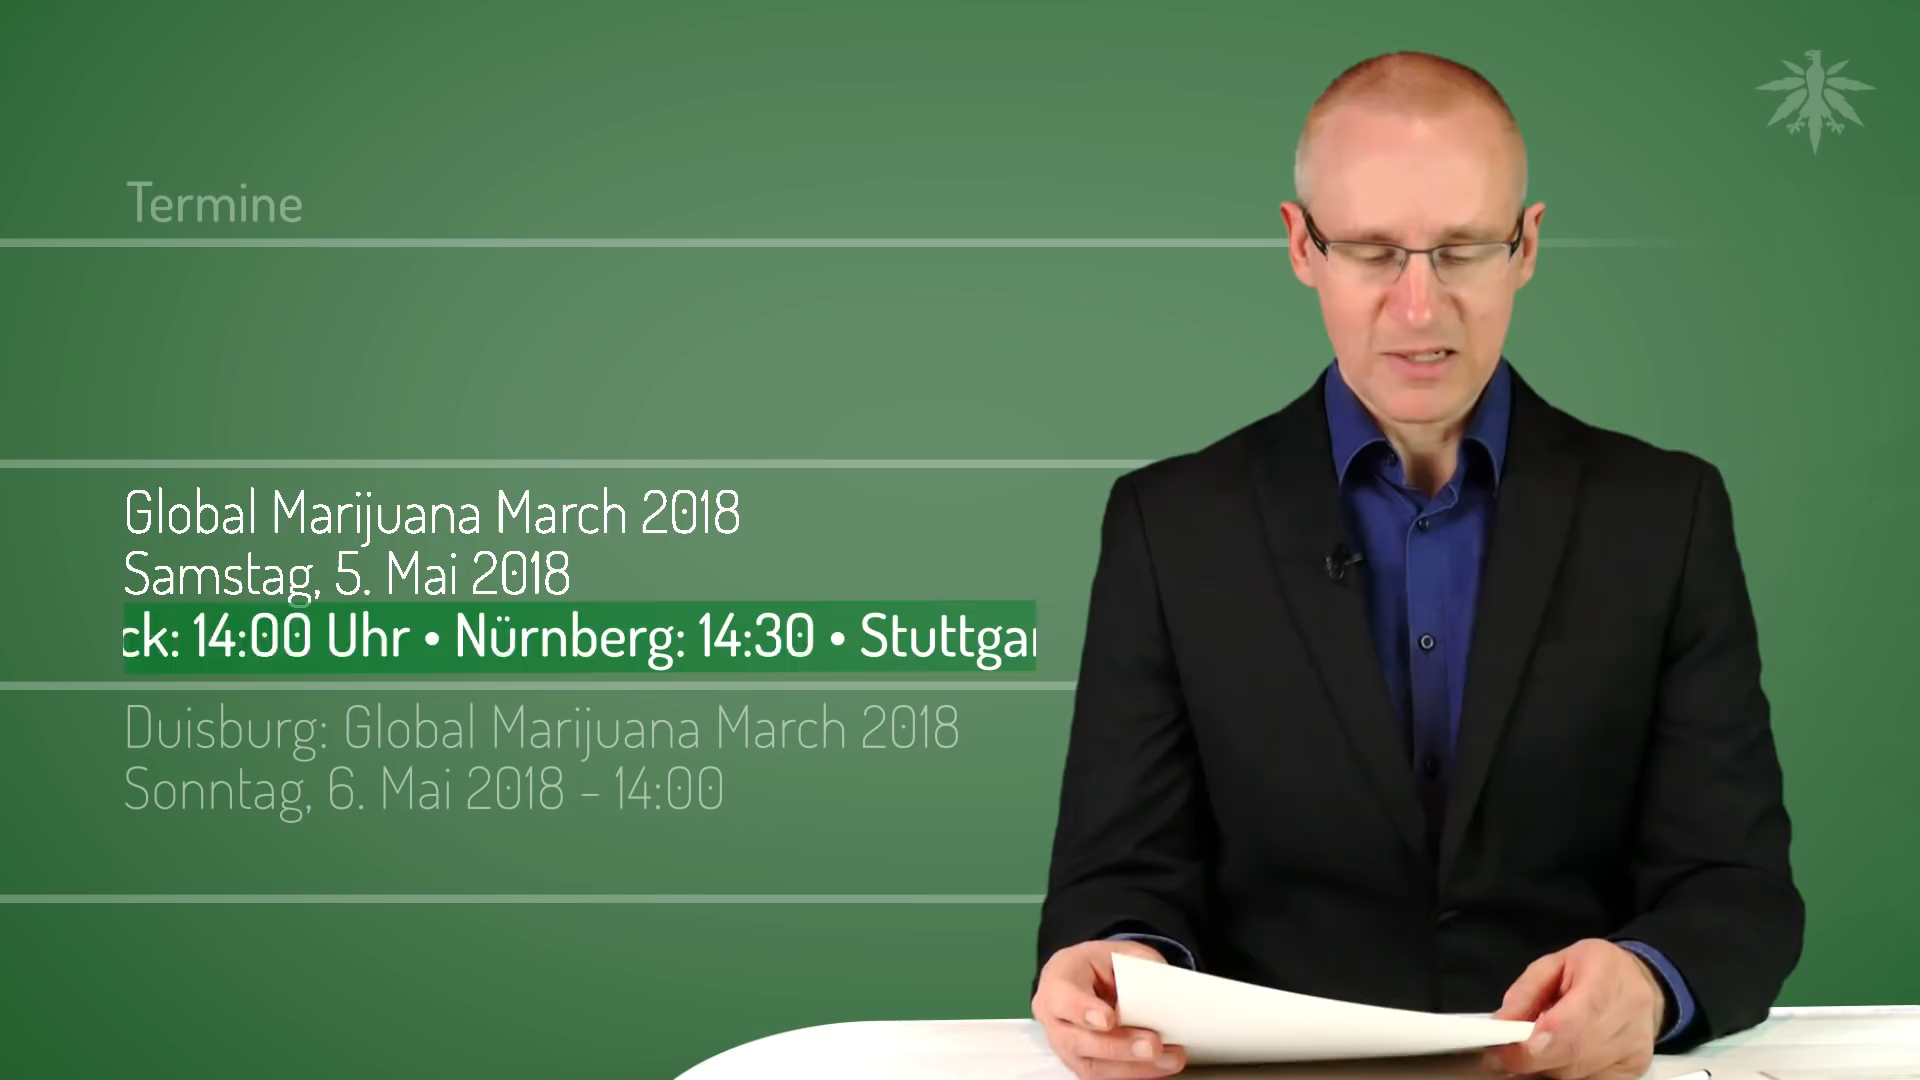 Termine
Global Marijuana March 2018
Samstag, 5. Mai 2018
ck: 14:00 Uhr • Nürnberg: 14:30 • Stuttgar
Duisburg: Global Marijuana March 2018
Sonntag, 6. Mai 2018 - 14:00